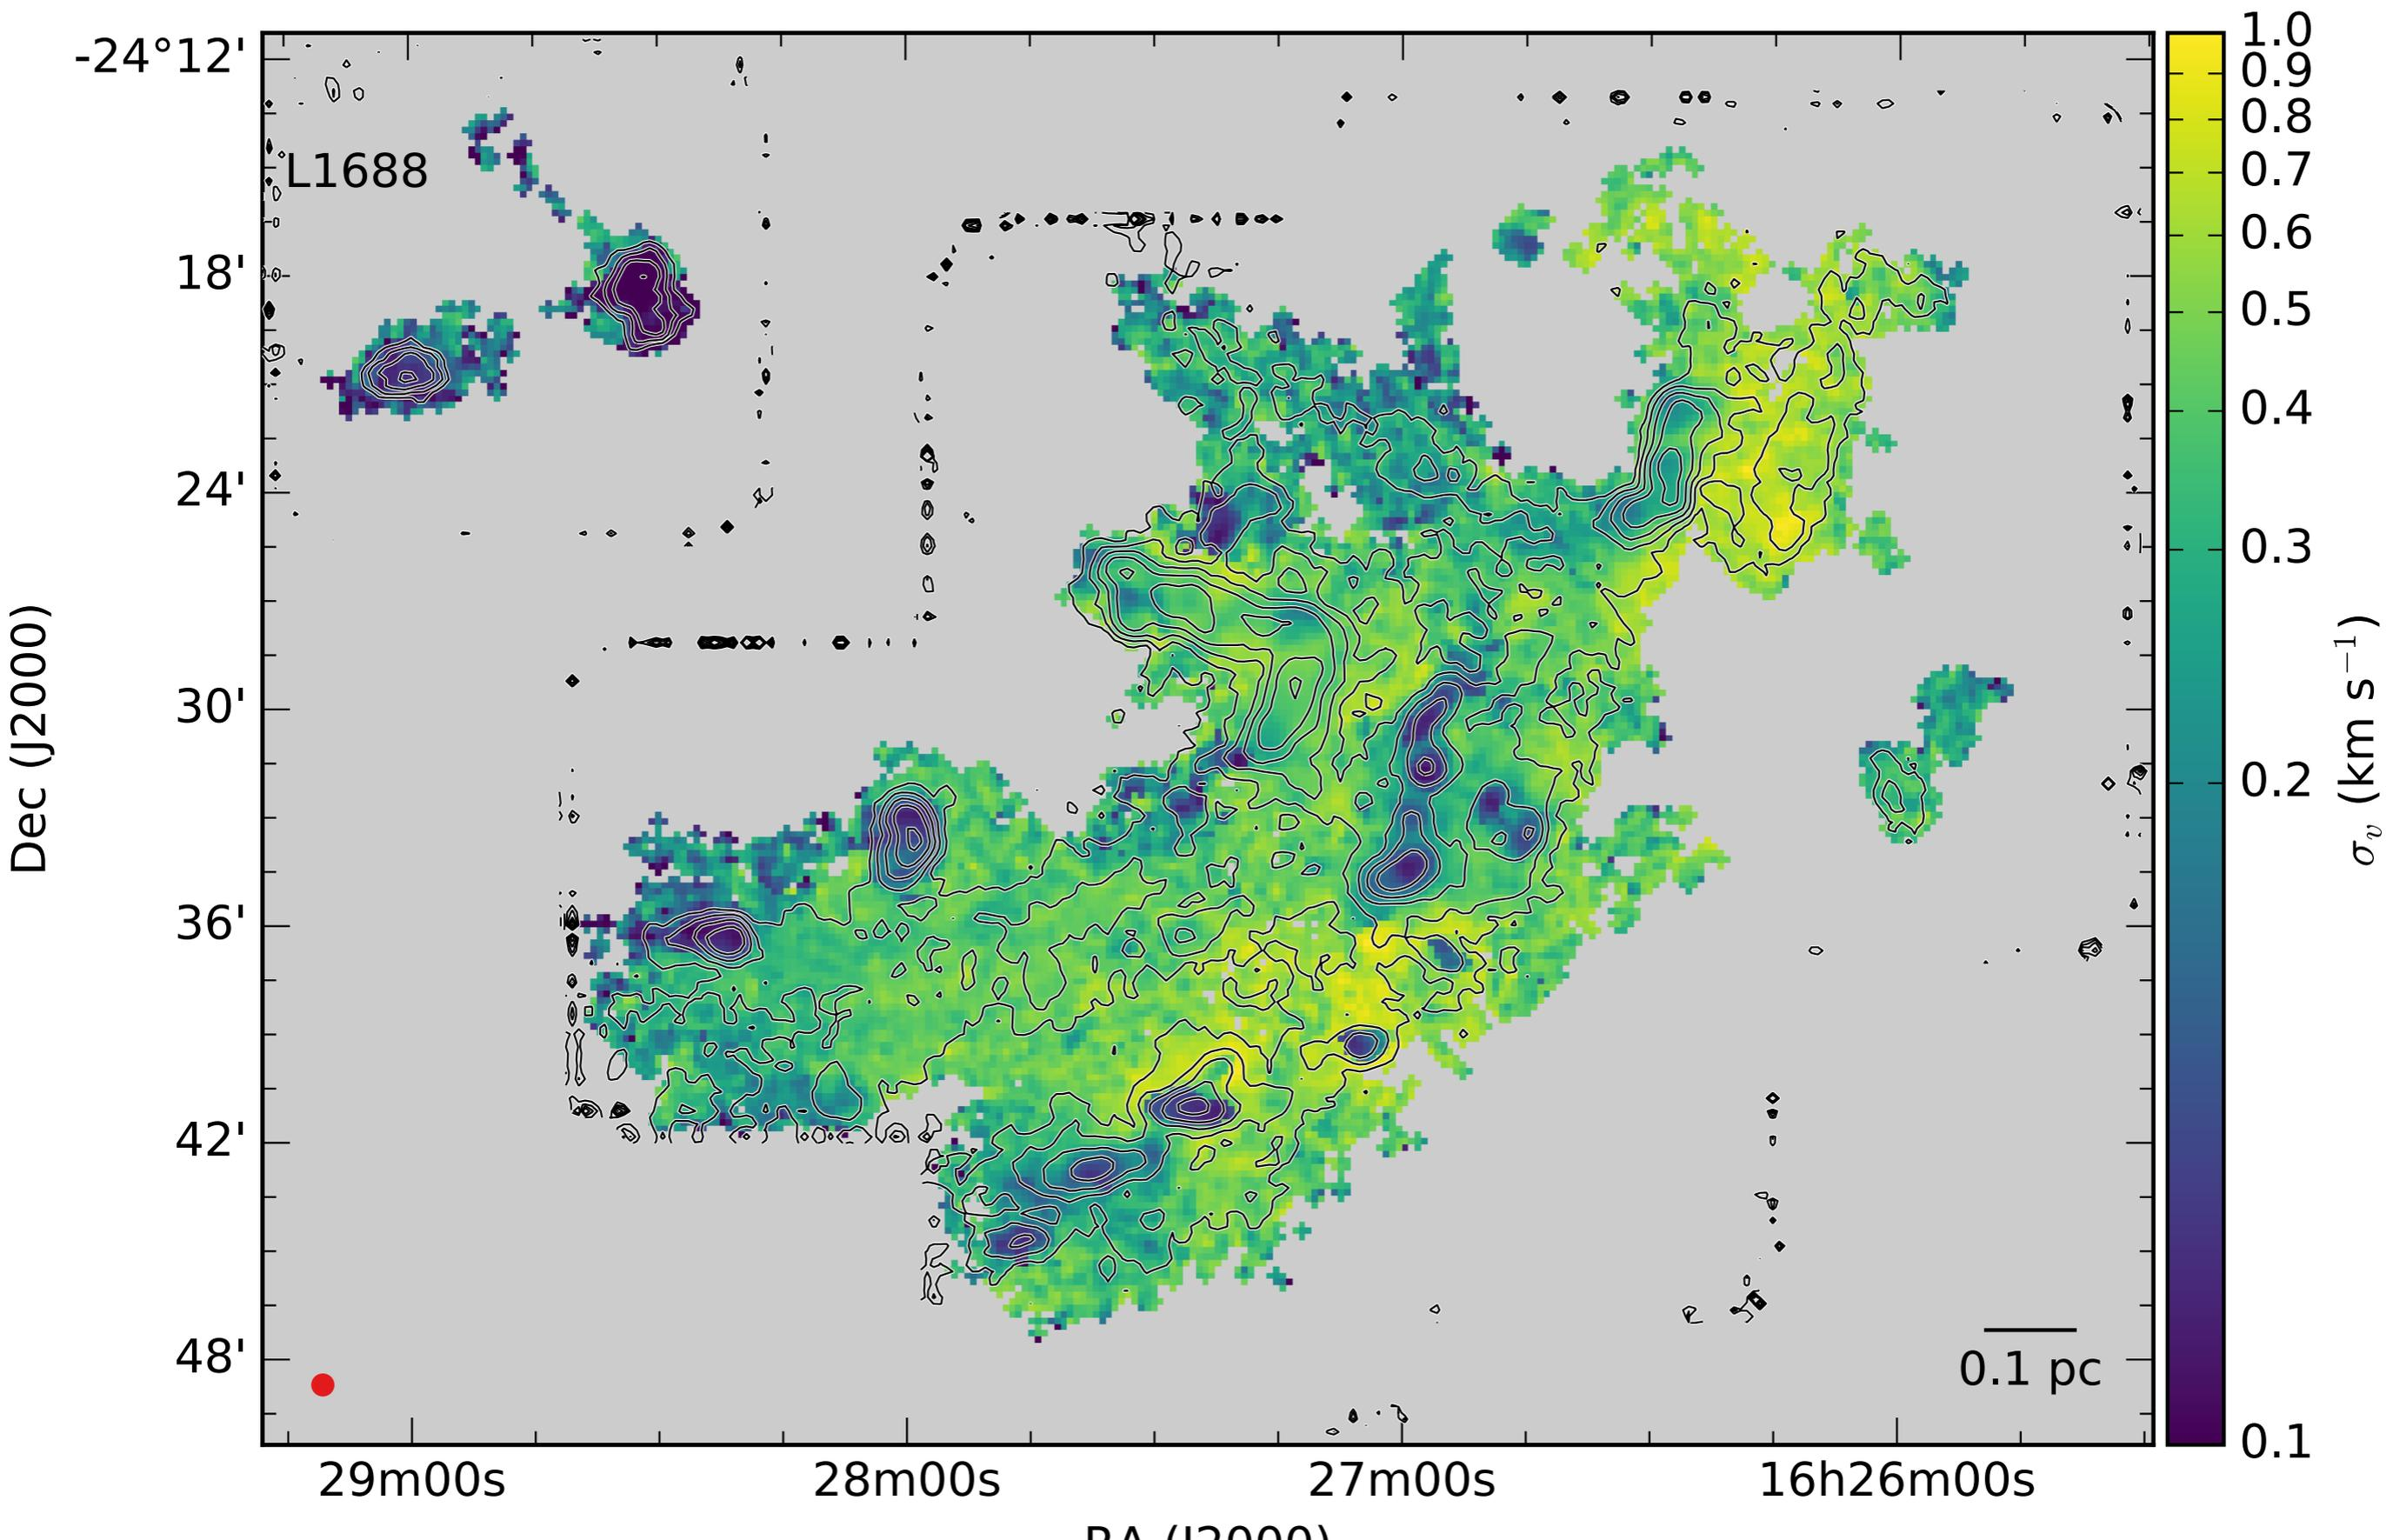 -24°12'
18'
24'
30'
36'
42'
48'
Dec (J2000)
L1688
0.1 pc
29m00s
28m00s
27m00s
16h26m00s
RA (J2000)
1.0
0.9
0.8
0.7
0.6
0.5
0.4
0.3
0.2
0.1
σᵥ (km s⁻¹)